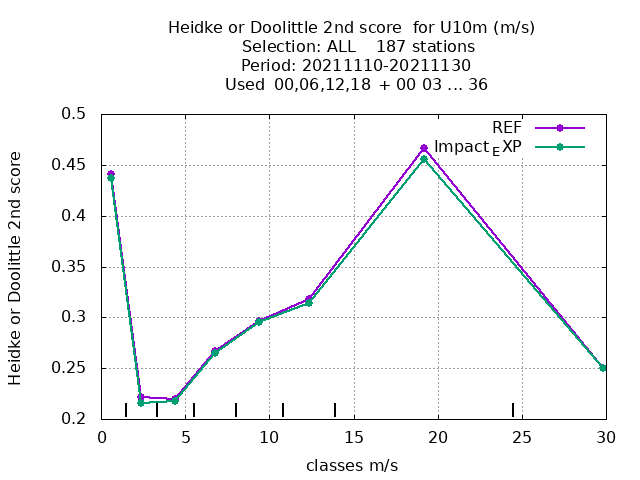 Heidke or Doolittle 2nd score  for U10m (m/s)
Selection: ALL    187 stations
Period: 20211110-20211130
Used  00,06,12,18 + 00 03 ... 36
REF
Impact_EXP
0.5
0.45
0.4
0.35
0.3
0.25
0.2
Heidke or Doolittle 2nd score
0 5 10 15 20 25 30
classes m/s